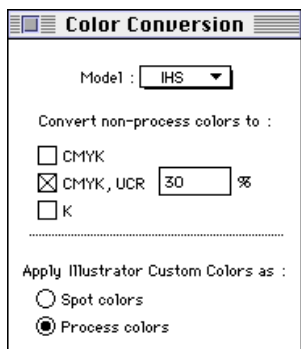 Color Conversion
Model : IHS
Convert non-process colors to :
CMYK
CMYK, UCR 30 %
K
Apply Illustrator Custom Colors as :
Spot colors
Process colors